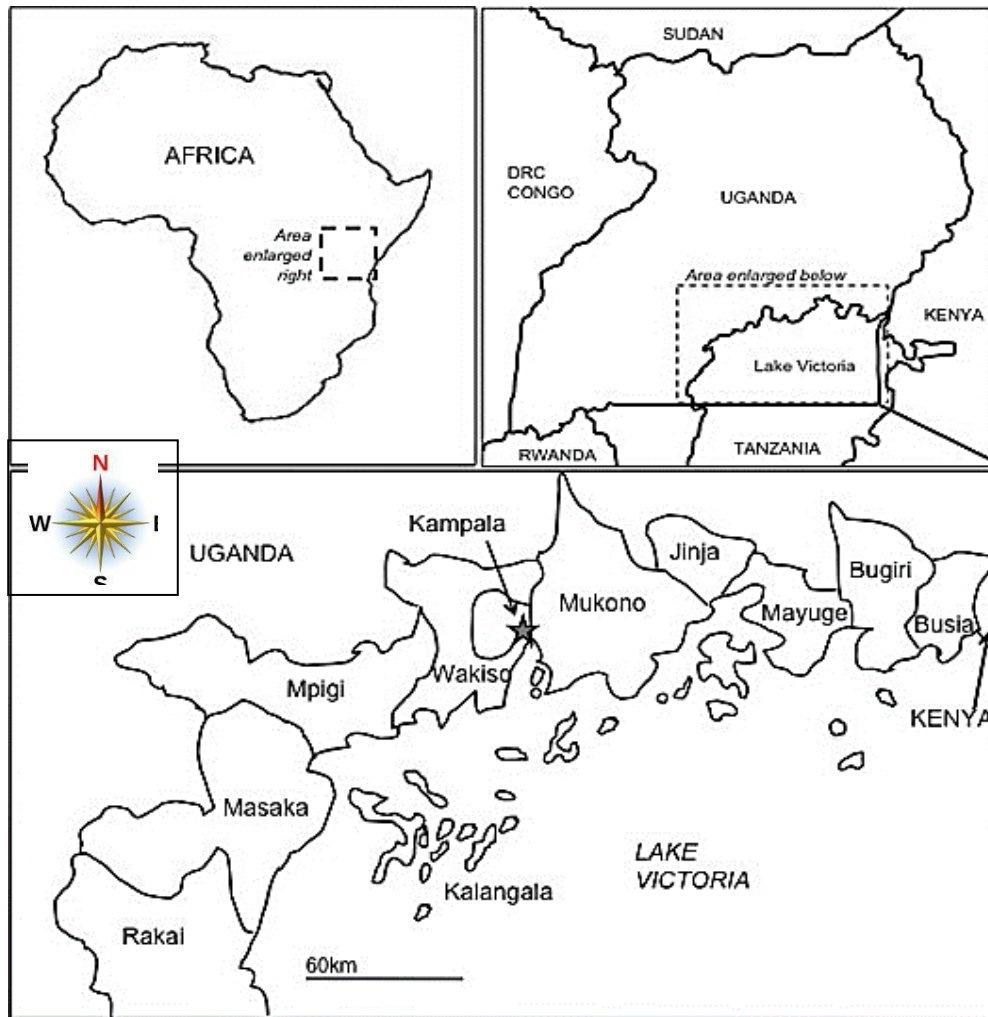 AFRICA
Area
enlarged
right
SUDAN
DRC
CONGO
UGANDA
Area enlarged below
KENYA
Lake Victoria
RWANDA
TANZANIA
N
W
I
S
UGANDA
Kampala
Jinja
Bugiri
Mukono
Mayuge
Busia
Wakiso
Mpigi
KENYA
Masaka
LAKE
VICTORIA
Kalangala
Rakai
60km